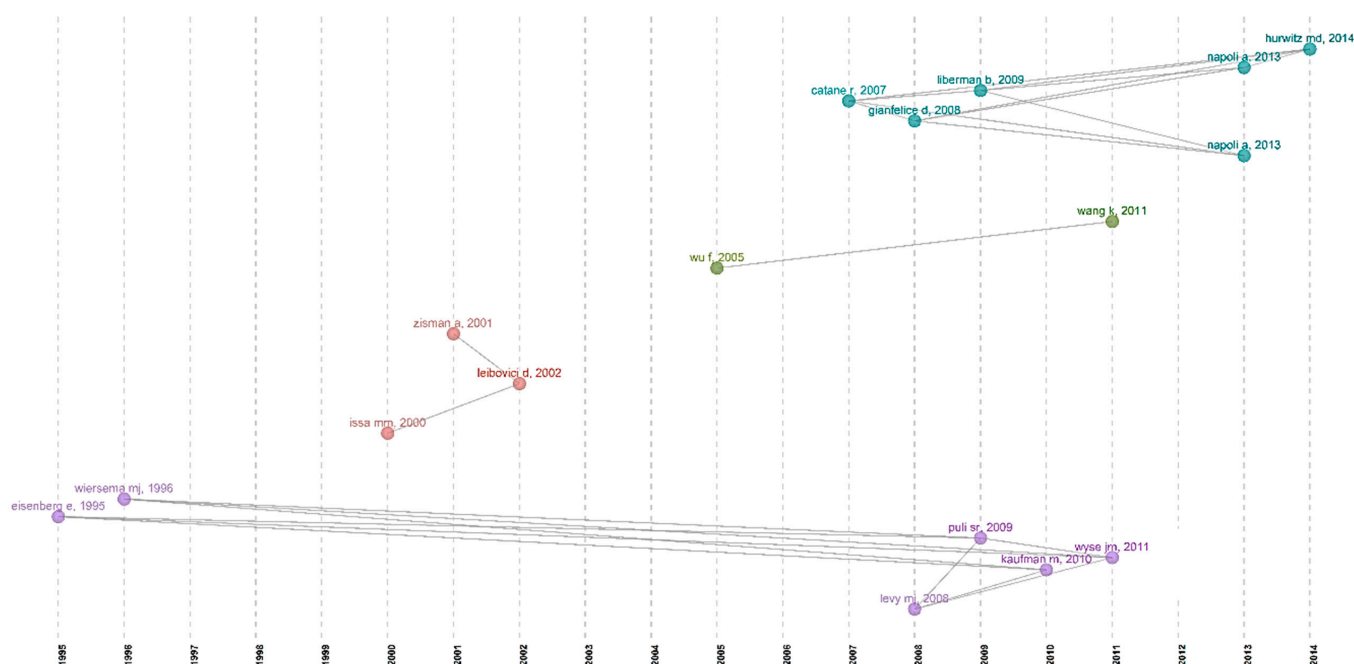 hurwitz md, 2014
napoli a, 2013
liberman b, 2009
catane r, 2007
gianfelice d, 2008
napoli a, 2013
wang k, 2011
wu f, 2005
zisman a, 2001
leibovici d, 2002
issa mm, 2000
wiersema mj, 1996
eisenberg e, 1995
puli sr, 2009
wyse jm, 2011
kaufman m, 2010
levy mj, 2008
1995
1996
1997
1998
1999
2000
2001
2002
2003
2004
2005
2006
2007
2008
2009
2010
2011
2012
2013
2014